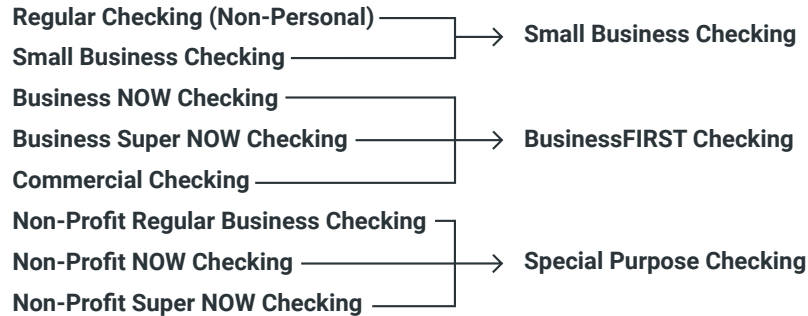 Regular Checking (Non-Personal)
Small Business Checking
Small Business Checking
Business NOW Checking
Business Super NOW Checking
Commercial Checking
BusinessFIRST Checking
Non-Profit Regular Business Checking
Non-Profit NOW Checking
Non-Profit Super NOW Checking
Special Purpose Checking